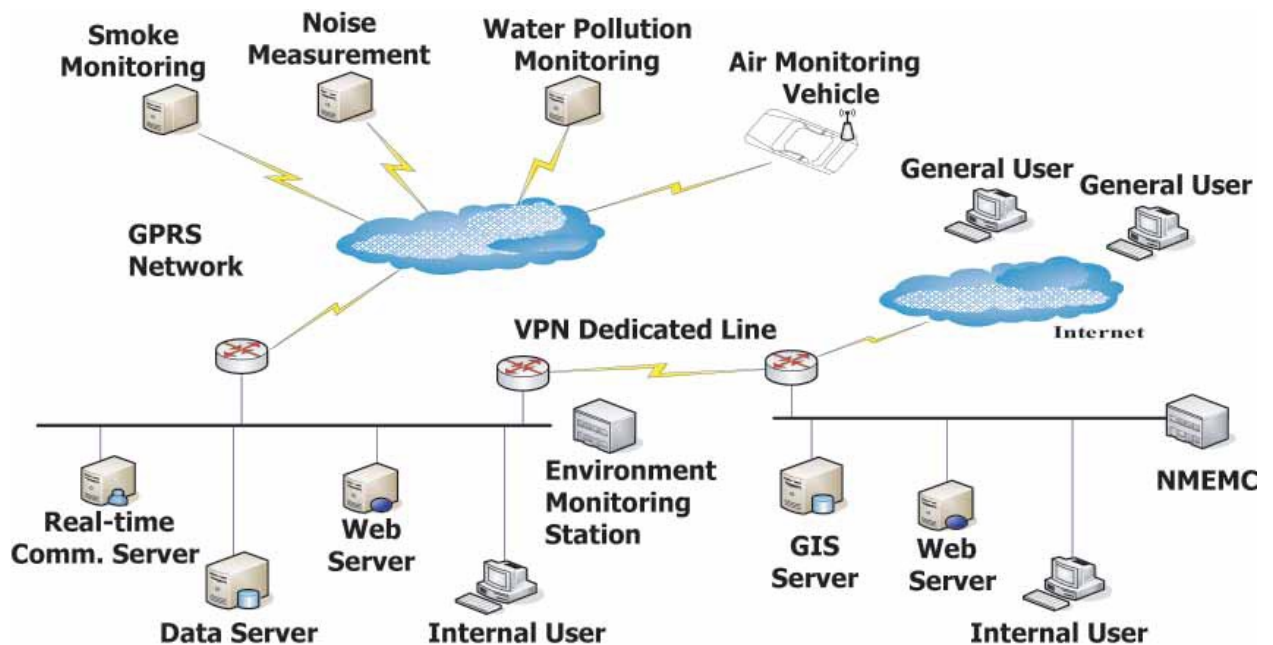 Smoke
Monitoring
Noise
Measurement
Water Pollution
Monitoring
Air Monitoring
Vehicle
General User
General User
GPRS
Network
Internet
VPN Dedicated Line
Environment
Monitoring
Station
NMEMC
Real-time
Comm. Server
Web
Server
GIS
Server
Web
Server
Data Server
Internal User
Internal User